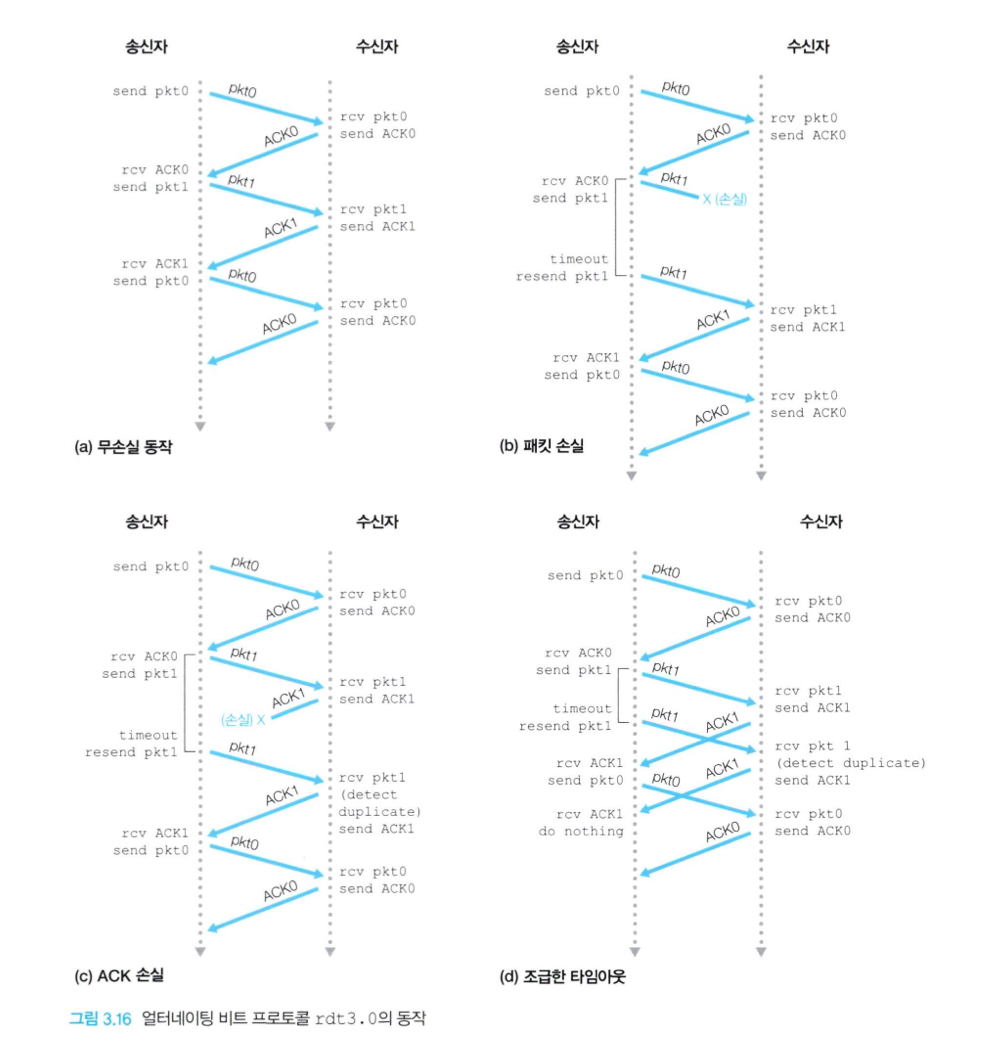 송신자
수신자
send pkt0
pkt0
rcv pkt0
send ACK0
ACK0
rcv ACK0
send pkt1
pkt1
rcv pkt1
send ACK1
ACK1
rcv ACK1
send pkt0
pkt0
rcv pkt0
send ACK0
ACK0
(a) 무손실 동작
송신자
수신자
send pkt0
pkt0
rcv pkt0
send ACK0
ACK0
rcv ACK0
send pkt1
pkt1
X (손실)
timeout
resend pkt1
pkt1
rcv pkt1
send ACK1
ACK1
rcv ACK1
send pkt0
pkt0
rcv pkt0
send ACK0
ACK0
(b) 패킷 손실
송신자
수신자
send pkt0
pkt0
rcv pkt0
send ACK0
ACK0
rcv ACK0
send pkt1
pkt1
rcv pkt1
send ACK1
ACK1
(손실) X
timeout
resend pkt1
pkt1
rcv pkt1
(detect
duplicate)
send ACK1
ACK1
rcv ACK1
send pkt0
pkt0
rcv pkt0
send ACK0
ACK0
(c) ACK 손실
송신자
수신자
send pkt0
pkt0
rcv pkt0
send ACK0
ACK0
rcv ACK0
send pkt1
pkt1
rcv pkt1
send ACK1
timeout
resend pkt1
pkt1
ACK1
rcv pkt 1
(detect duplicate)
send ACK1
rcv ACK1
send pkt0
pkt0
ACK1
rcv ACK1
do nothing
rcv pkt0
send ACK0
ACK0
(d) 조급한 타임아웃
그림 3.16 얼터네이팅 비트 프로토콜 rdt3.0의 동작